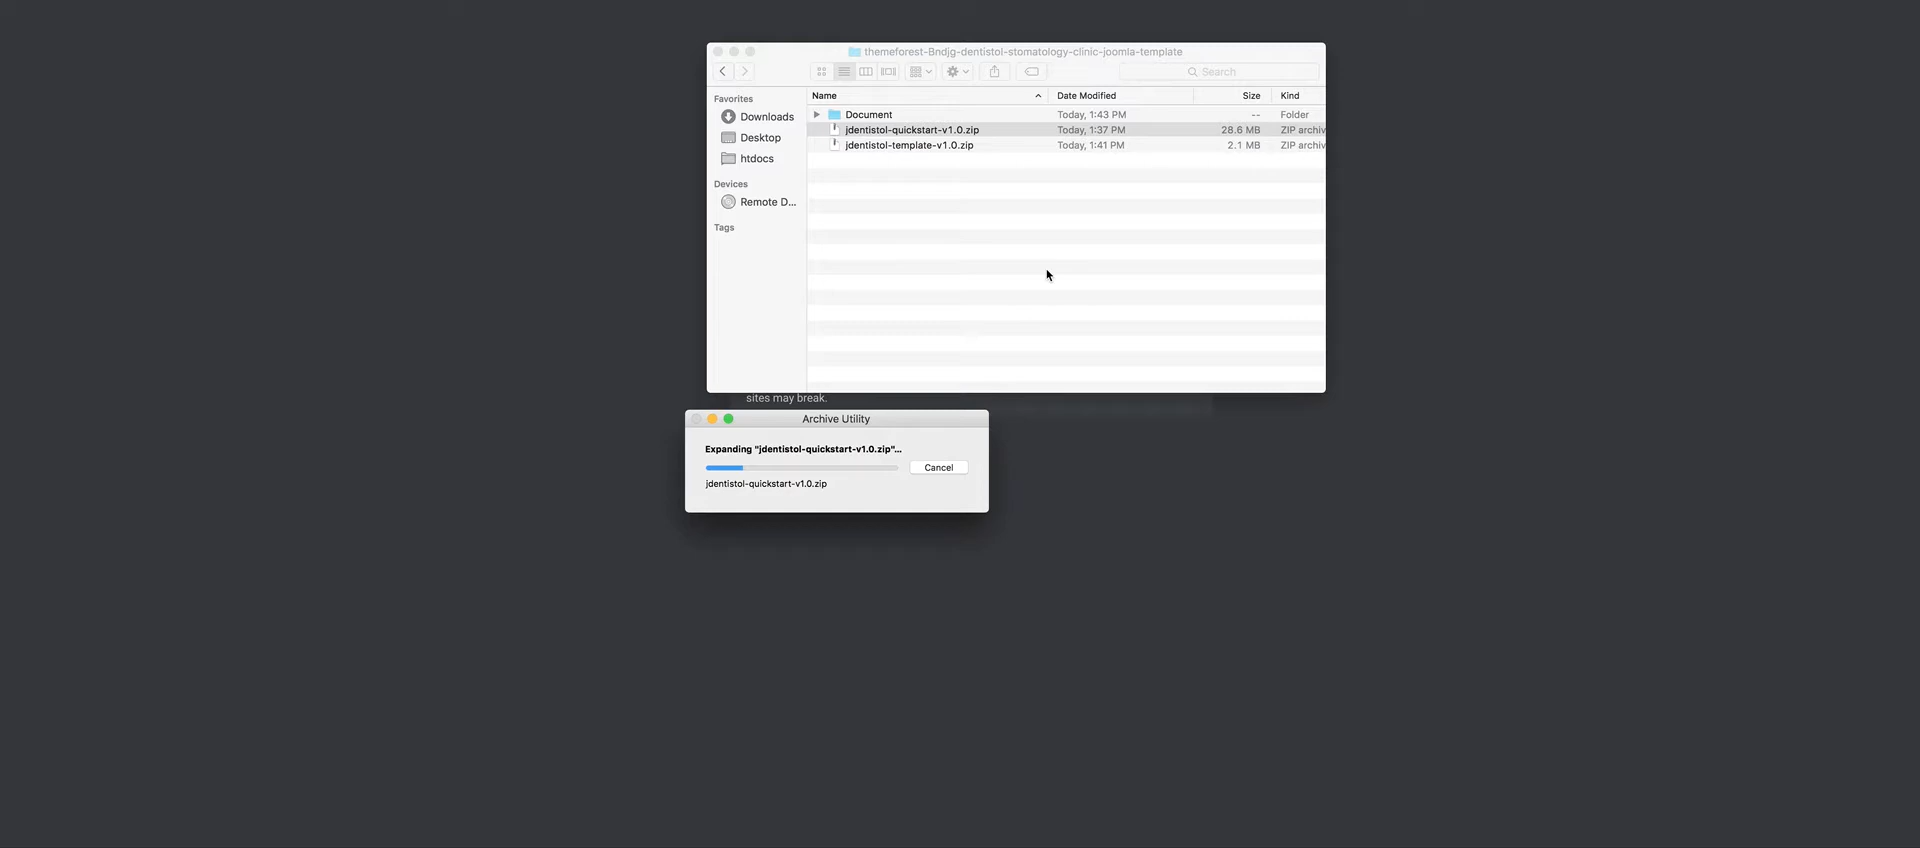 themeforest-Bndjg-dentistol-stomatology-clinic-joomla-template
Search
Favorites
Downloads
Desktop
htdocs
Devices
Remote D...
Tags
Name Date Modified Size Kind
Document Today, 1:43 PM -- Folder
jdentistol-quickstart-v1.0.zip Today, 1:37 PM 28.6 MB ZIP archiv
jdentistol-template-v1.0.zip Today, 1:41 PM 2.1 MB ZIP archiv
sites may break.
Archive Utility
Expanding "jdentistol-quickstart-v1.0.zip"...
Cancel
jdentistol-quickstart-v1.0.zip